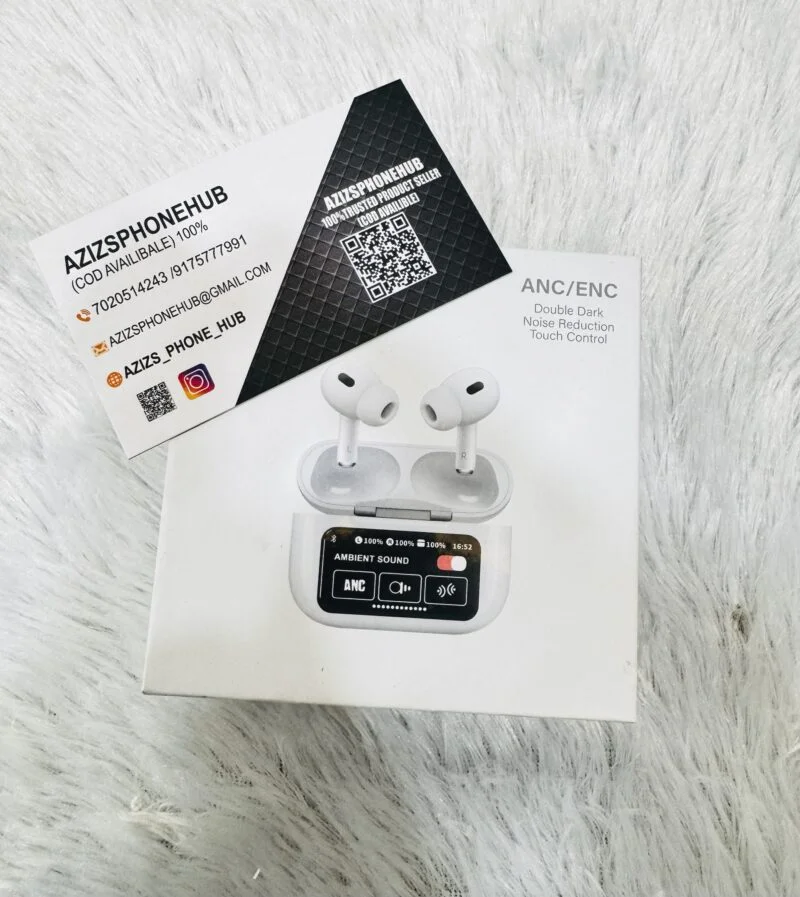 AZIZSPHONEHUB
(COD AVAILIBALE) 100%
7020514243 /9175777991
AZIZSPHONEHUB@GMAIL.COM
AZIZS_PHONE_HUB
AZIZSPHONEHUB
100%TRUSTED PRODUCT SELLER
(COD AVAILIBLE)
ANC/ENC
Double Dark
Noise Reduction
Touch Control
R
L 100% R 100% 100% 16:52
AMBIENT SOUND
ANC